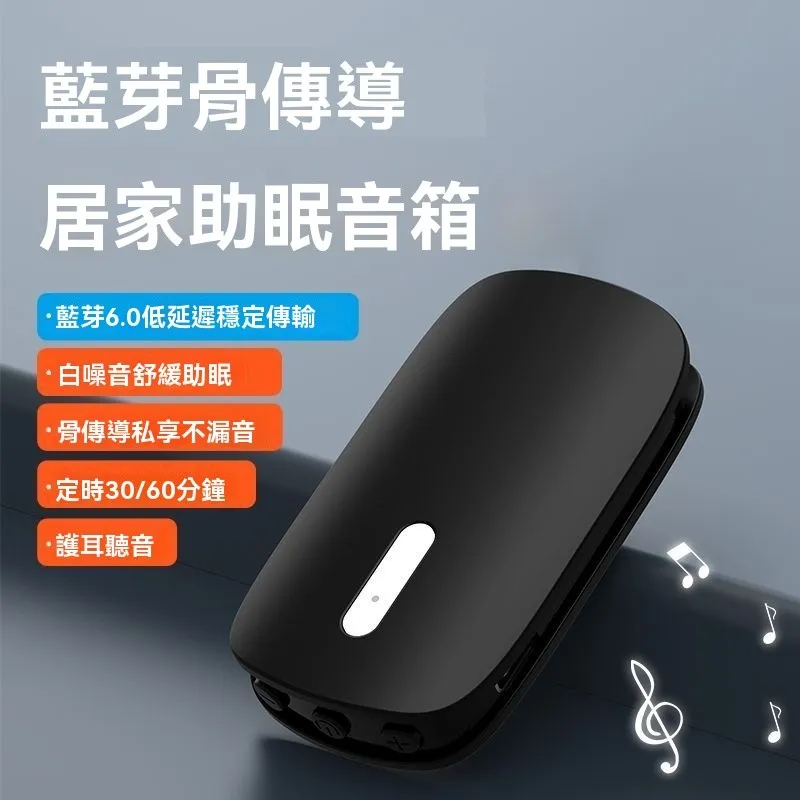 藍芽骨傳導
居家助眠音箱
·藍芽6.0低延遲穩定傳輸
·白噪音舒緩助眠
·骨傳導私享不漏音
·定時30/60分鐘
·護耳聽音